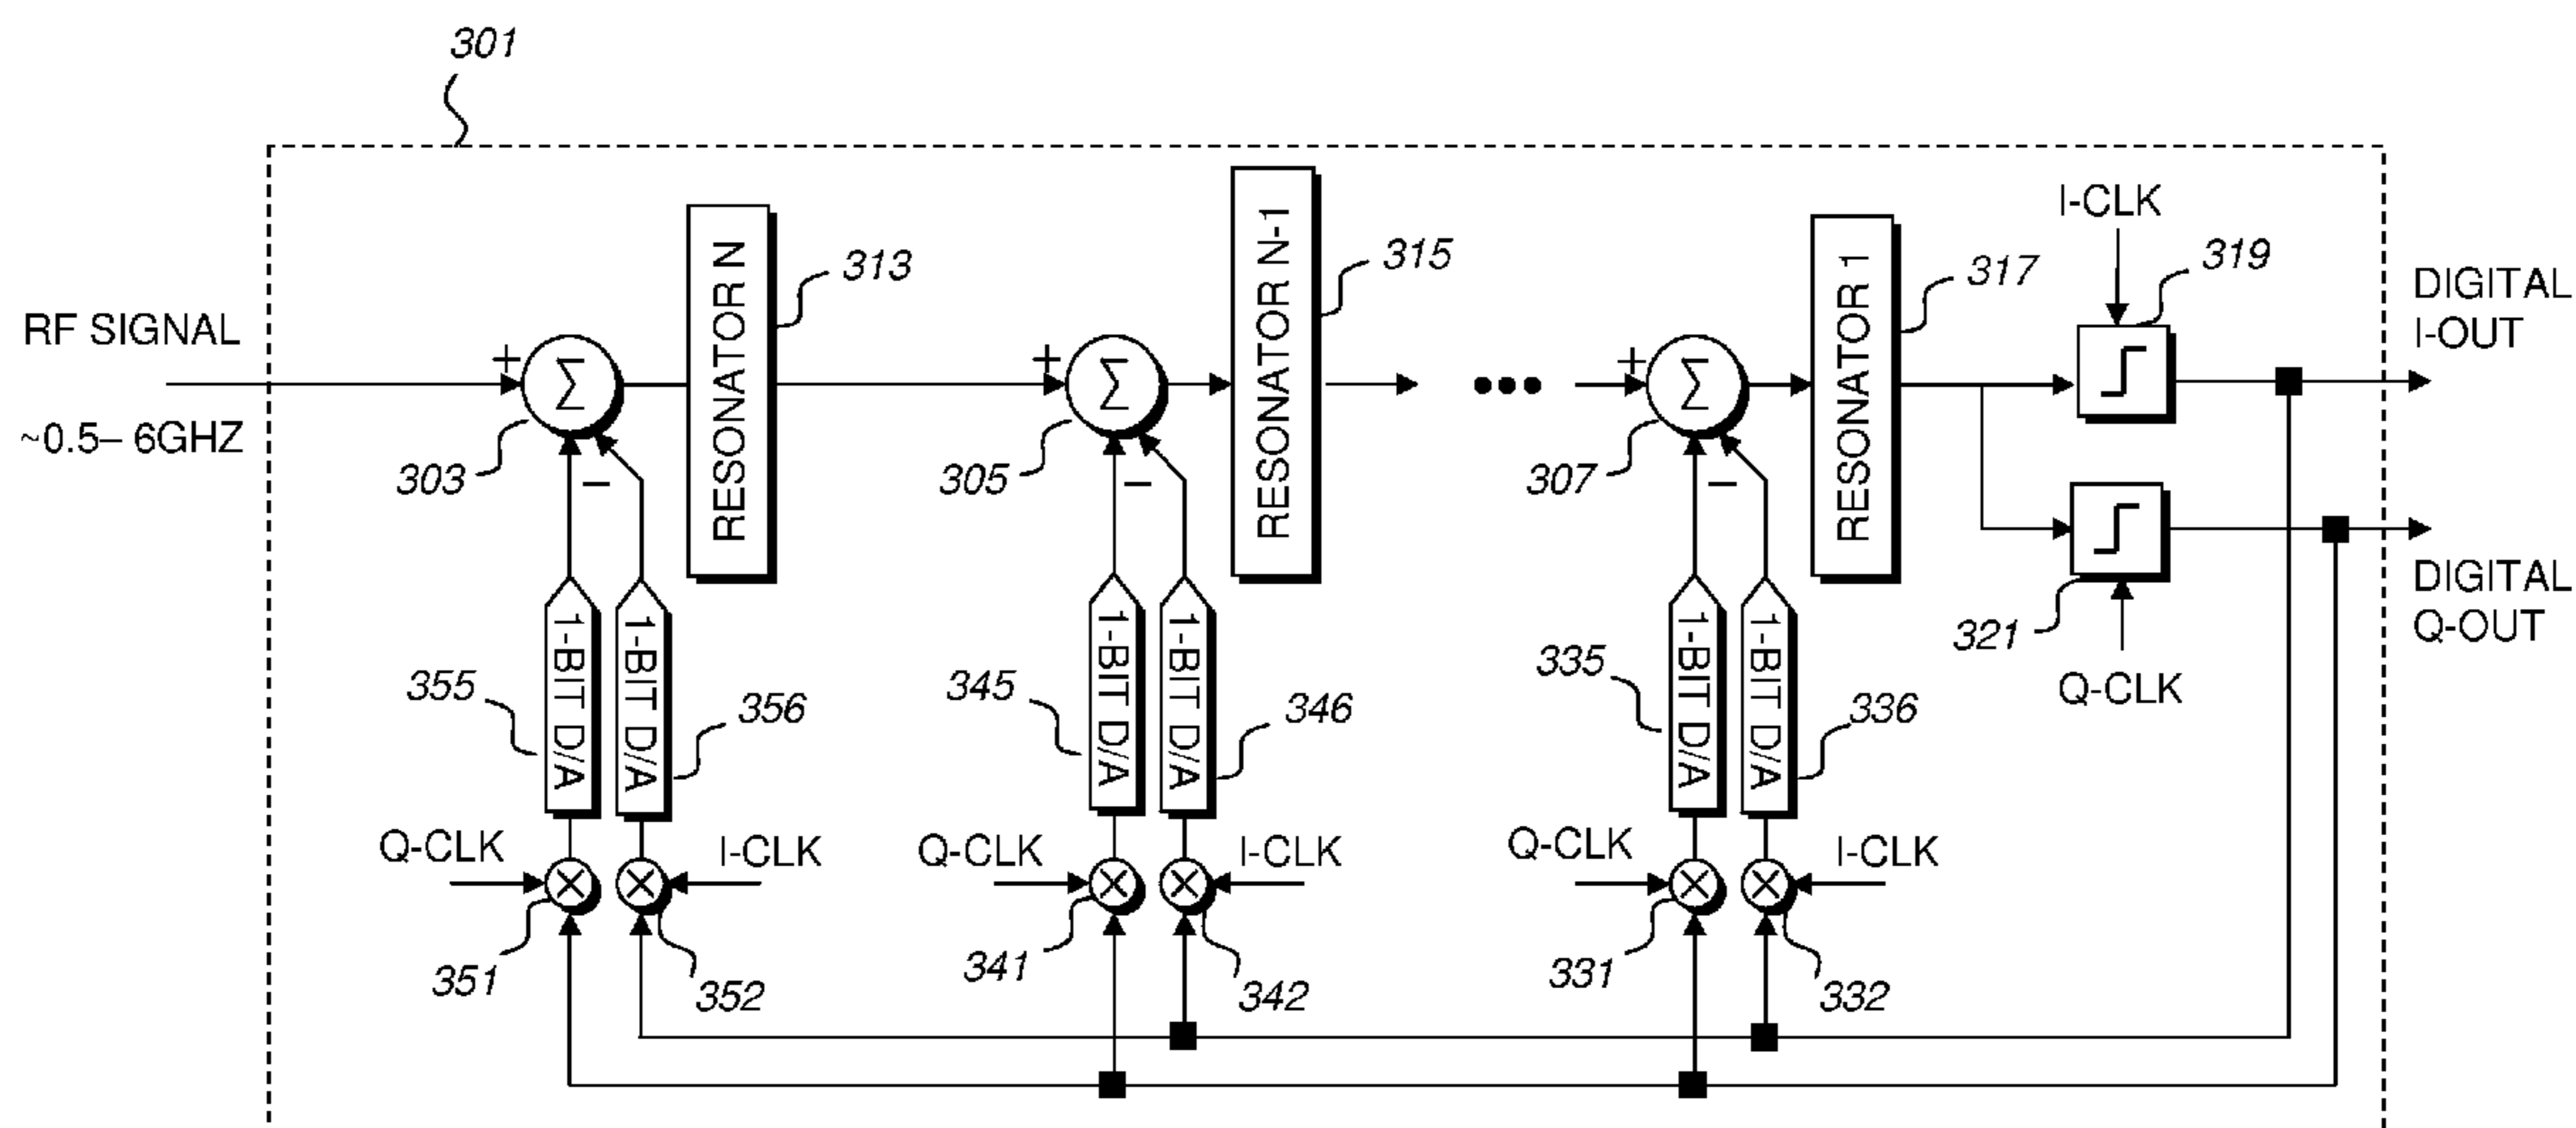 301
I-CLK
RESONATOR N
313
RESONATOR N-1
315
RESONATOR 1
317
319
DIGITAL
I-OUT
RF SIGNAL
~0.5– 6GHZ
+
Σ
303
–
+
Σ
305
–
+
Σ
307
–
321
Q-CLK
DIGITAL
Q-OUT
355
1-BIT D/A
1-BIT D/A
356
345
1-BIT D/A
1-BIT D/A
346
335
1-BIT D/A
1-BIT D/A
336
Q-CLK
I-CLK
Q-CLK
I-CLK
Q-CLK
I-CLK
351
352
341
342
331
332